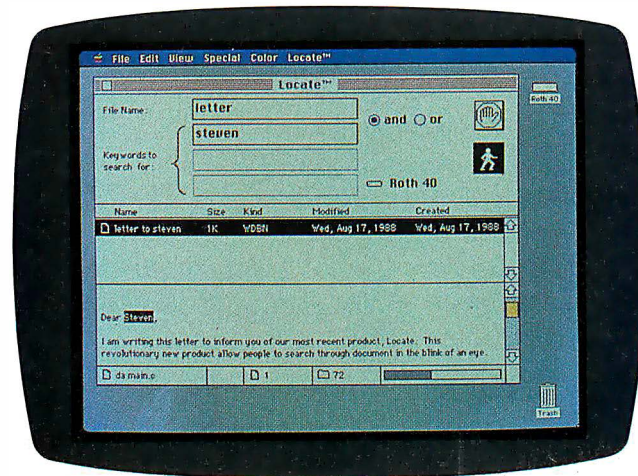 File Edit View Special Color Locate™
Locate™
Roth 40
File Name:
letter
and or
steven
Keywords to
search for:
Roth 40
Name Size Kind Modified Created
letter to steven 1K WDBN Wed, Aug 17, 1988 Wed, Aug 17, 1988
Dear Steven,
I am writing this letter to inform you of our most recent product, Locate. This
revolutionary new product allow people to search through document in the blink of an eye.
da main.c 1 72
Trash